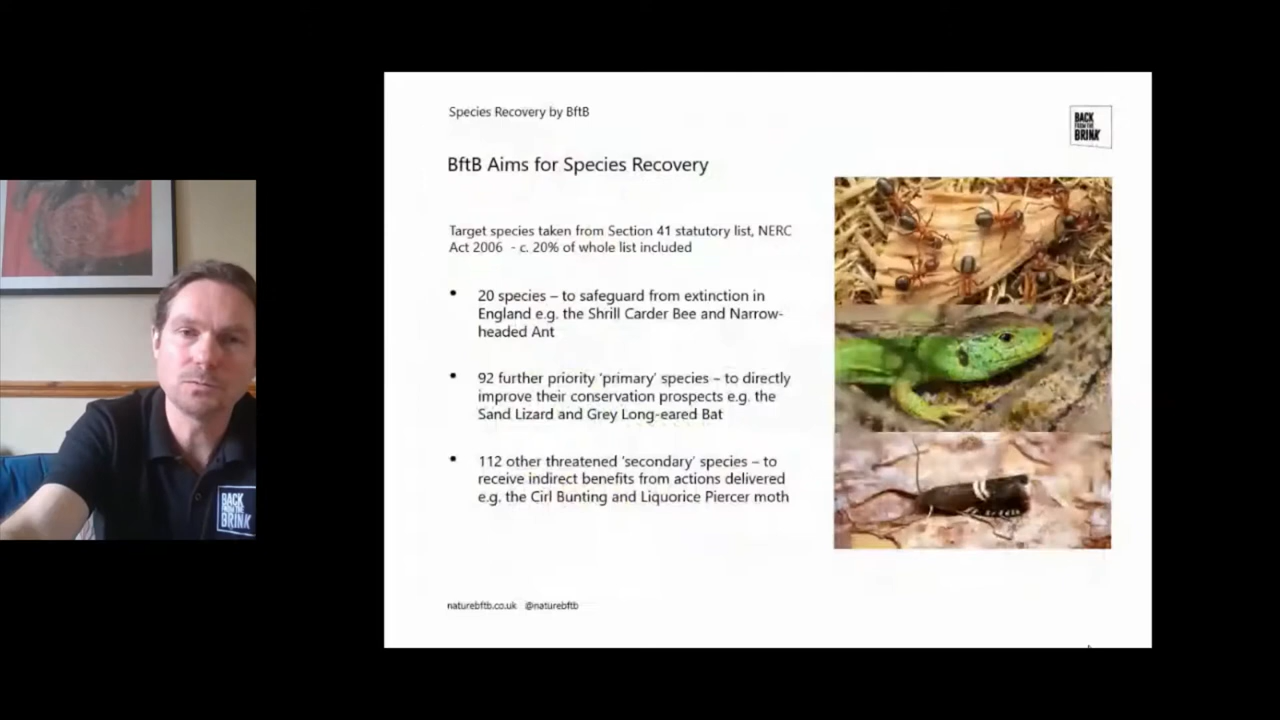 Species Recovery by BftB
BACK
FROM THE
BRINK
BftB Aims for Species Recovery
Target species taken from Section 41 statutory list, NERC
Act 2006 - c. 20% of whole list included
• 20 species – to safeguard from extinction in
England e.g. the Shrill Carder Bee and Narrow-
headed Ant
• 92 further priority 'primary' species – to directly
improve their conservation prospects e.g. the
Sand Lizard and Grey Long-eared Bat
• 112 other threatened 'secondary' species – to
receive indirect benefits from actions delivered
e.g. the Cirl Bunting and Liquorice Piercer moth
BACK
FROM THE
BRINK
naturebftb.co.uk @naturebftb